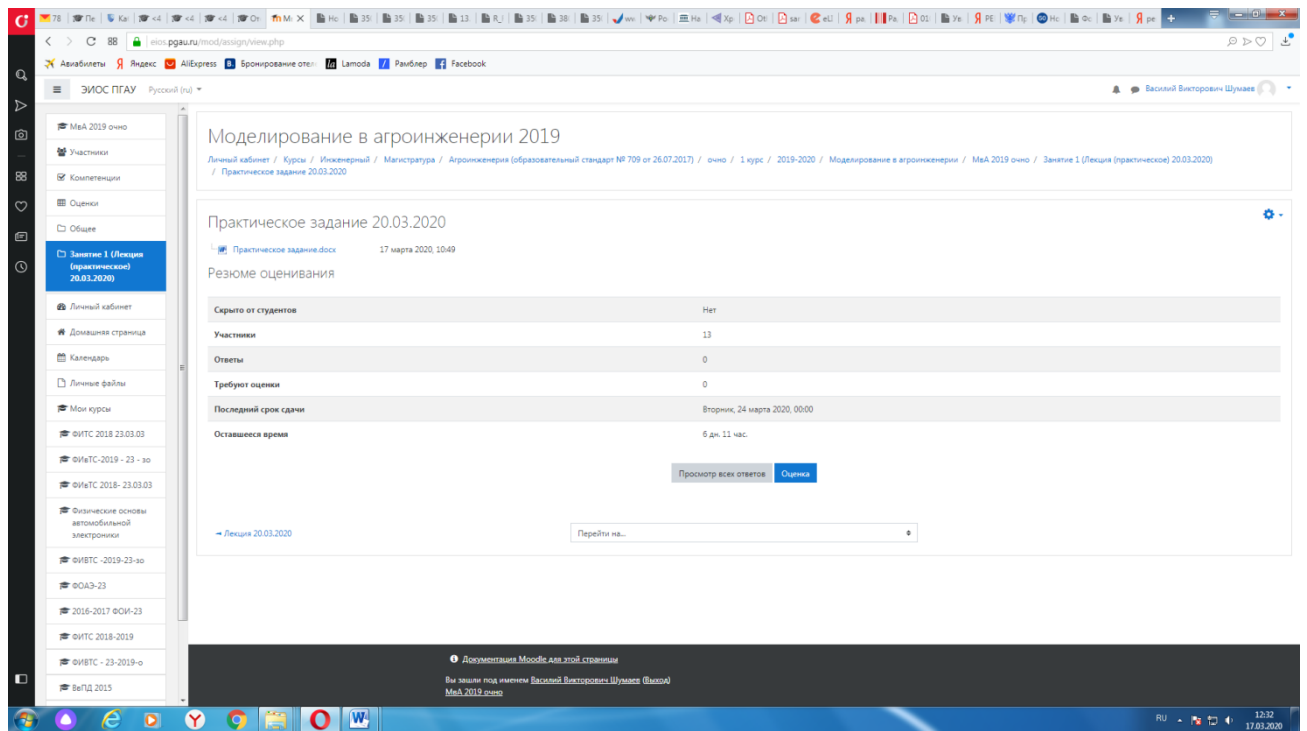 eios.pgau.ru/mod/assign/view.php
Авиабилеты Яндекс AliExpress Бронирование отел Lamoda Рамблер Facebook
ЭИОС ПГАУ Русский (ru)
Василий Викторович Шумаев
МвА 2019 очно
Участники
Компетенции
Оценки
Общее
Занятие 1 (Лекция
(практическое)
20.03.2020)
Личный кабинет
Домашняя страница
Календарь
Личные файлы
Мои курсы
ФИТС 2018 23.03.03
ФИвТС-2019 - 23 - зо
ФИвТС 2018- 23.03.03
Физические основы
автомобильной
электроники
ФИВТС -2019-23-зо
ФОАЭ-23
2016-2017 ФОИ-23
ФИТС 2018-2019
ФИВТС - 23-2019-о
ВвПД 2015
Моделирование в агроинженерии 2019
Личный кабинет / Курсы / Инженерный / Магистратура / Агроинженерия (образовательный стандарт № 709 от 26.07.2017) / очно / 1 курс / 2019-2020 / Моделирование в агроинженерии / МвА 2019 очно / Занятие 1 (Лекция (практическое) 20.03.2020)
/ Практическое задание 20.03.2020
Практическое задание 20.03.2020
Практическое задание.docx 17 марта 2020, 10:49
Резюме оценивания
Скрыто от студентов Нет
Участники 13
Ответы 0
Требуют оценки 0
Последний срок сдачи Вторник, 24 марта 2020, 00:00
Оставшееся время 6 дн. 11 час.
Просмотр всех ответов Оценка
Лекция 20.03.2020 Перейти на...
Документация Moodle для этой страницы
Вы зашли под именем Василий Викторович Шумаев (Выход)
МвА 2019 очно
RU 12:32
17.03.2020